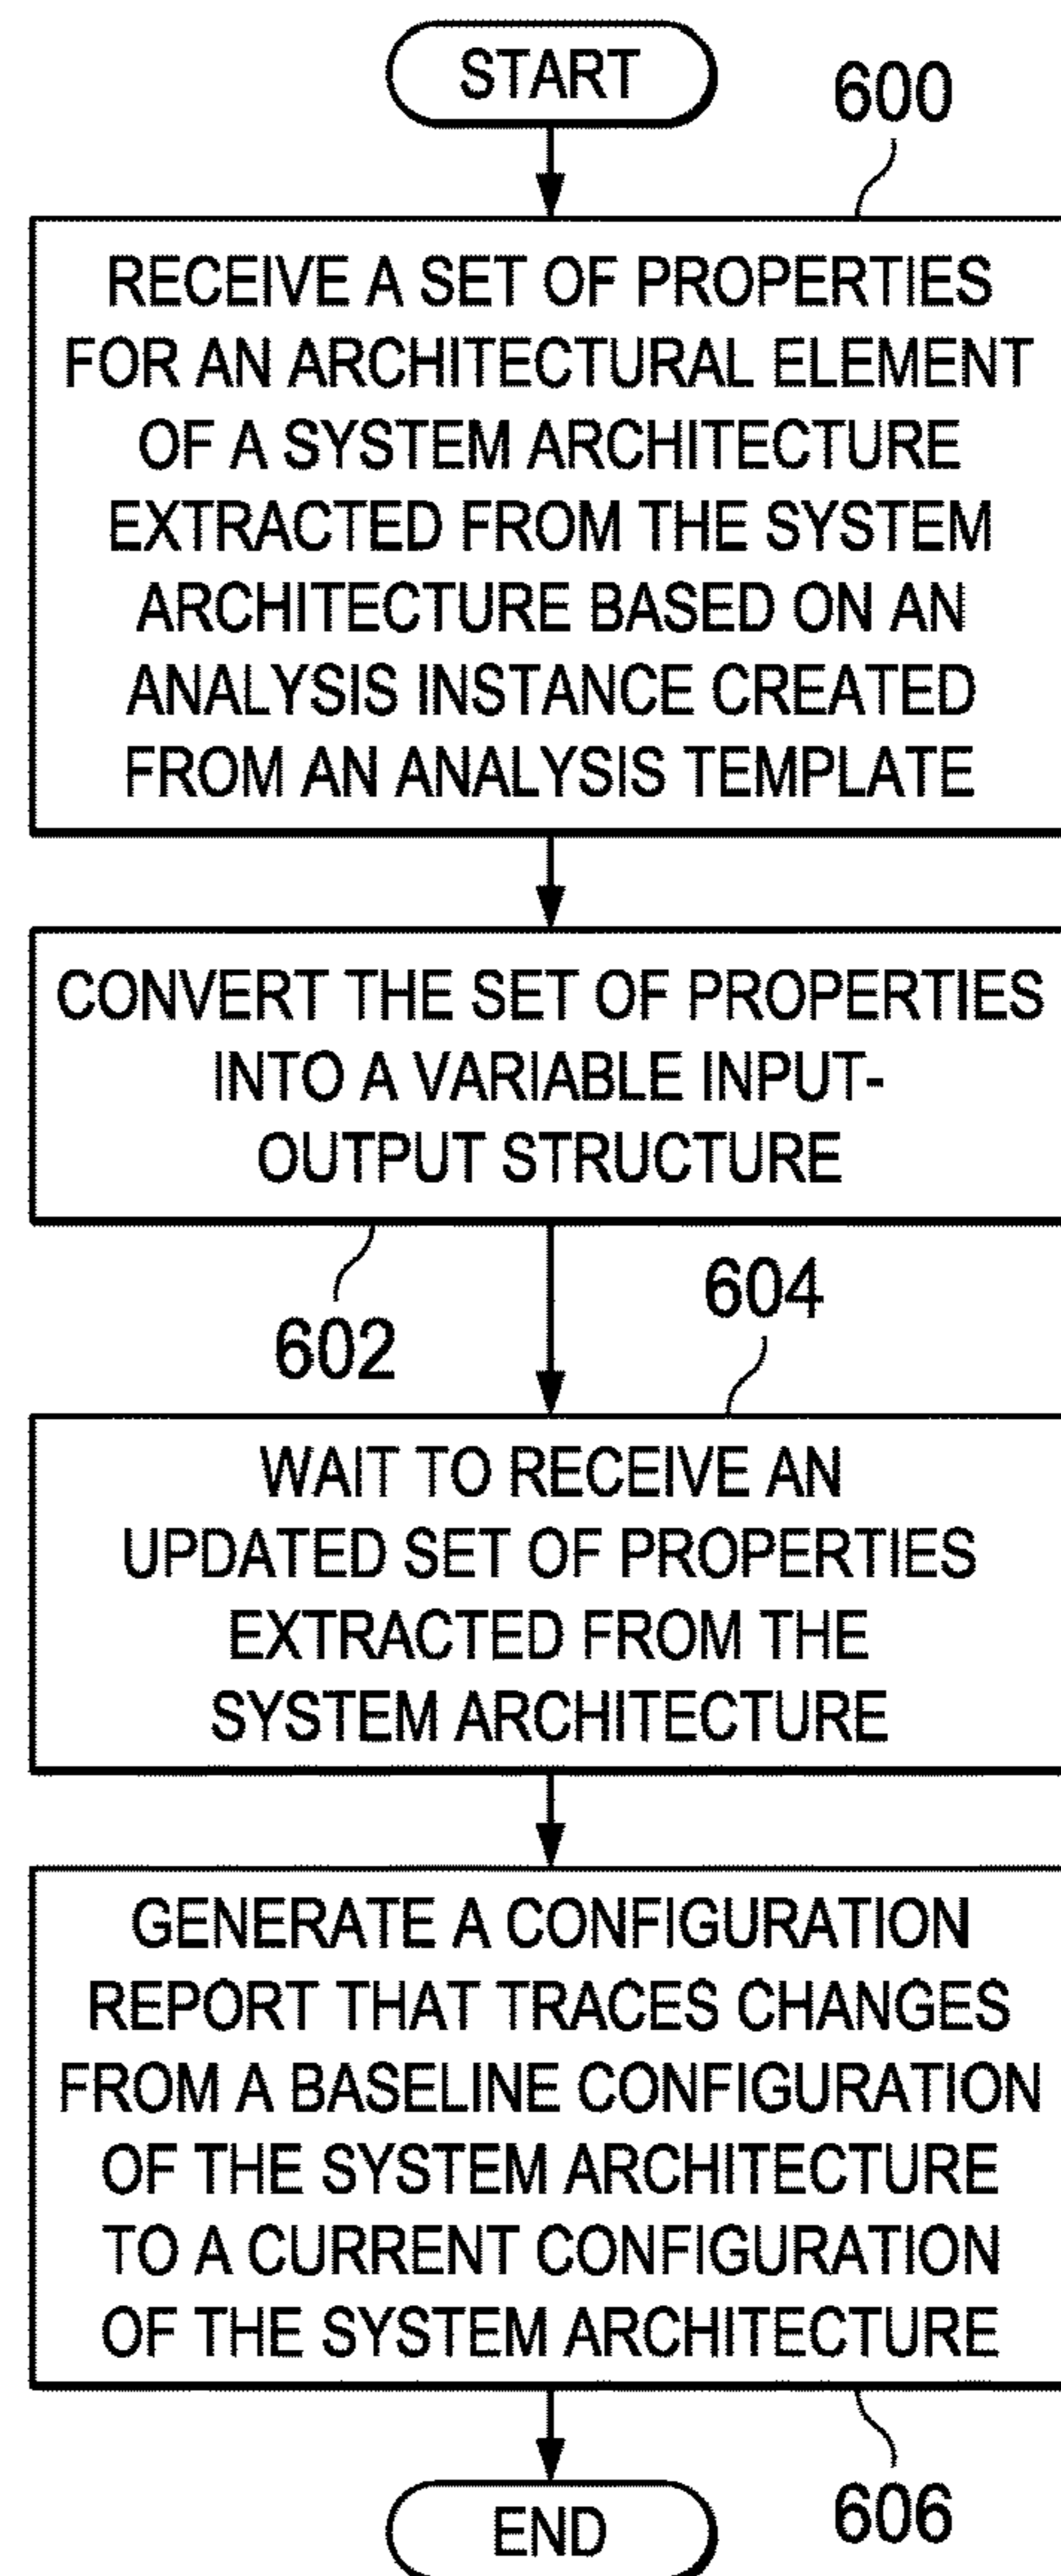 START
600
RECEIVE A SET OF PROPERTIES
FOR AN ARCHITECTURAL ELEMENT
OF A SYSTEM ARCHITECTURE
EXTRACTED FROM THE SYSTEM
ARCHITECTURE BASED ON AN
ANALYSIS INSTANCE CREATED
FROM AN ANALYSIS TEMPLATE
CONVERT THE SET OF PROPERTIES
INTO A VARIABLE INPUT-
OUTPUT STRUCTURE
602
604
WAIT TO RECEIVE AN
UPDATED SET OF PROPERTIES
EXTRACTED FROM THE
SYSTEM ARCHITECTURE
GENERATE A CONFIGURATION
REPORT THAT TRACES CHANGES
FROM A BASELINE CONFIGURATION
OF THE SYSTEM ARCHITECTURE
TO A CURRENT CONFIGURATION
OF THE SYSTEM ARCHITECTURE
606
END